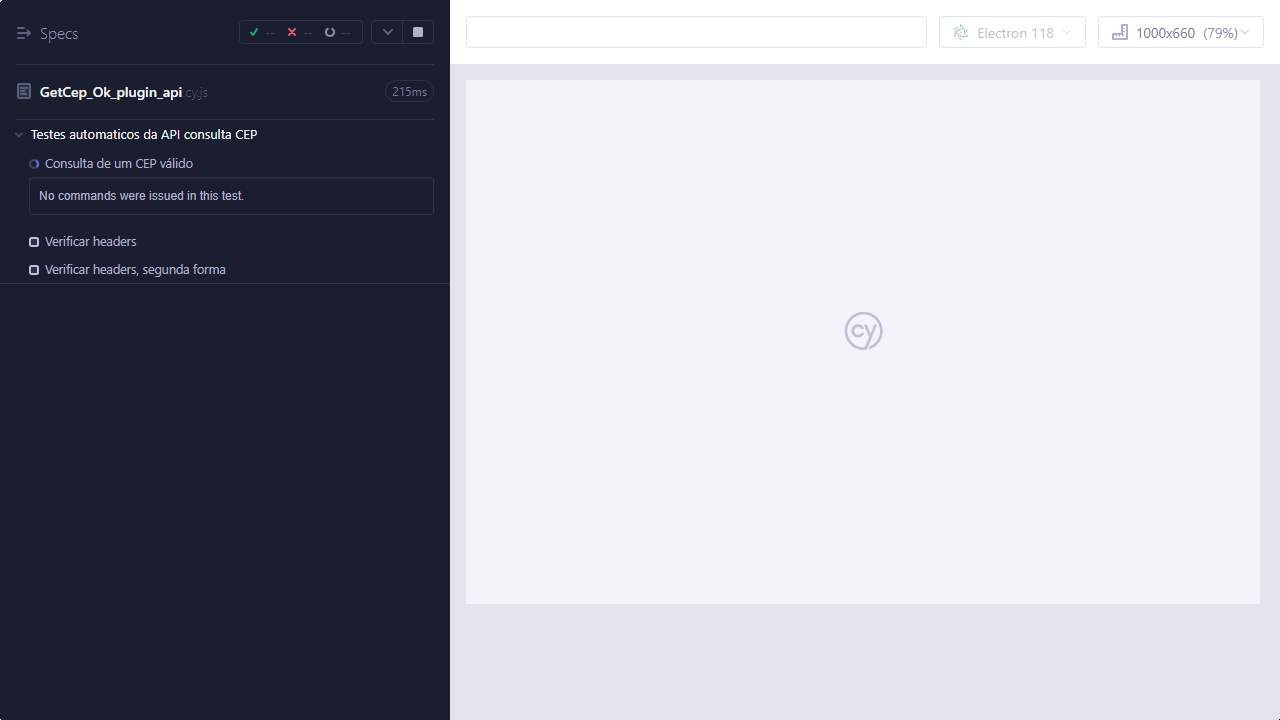 Specs
-- -- --
GetCep_Ok_plugin_api.cy.js
215ms
Testes automaticos da API consulta CEP
Consulta de um CEP válido
No commands were issued in this test.
Verificar headers
Verificar headers, segunda forma
Electron 118
1000x660 (79%)
cy